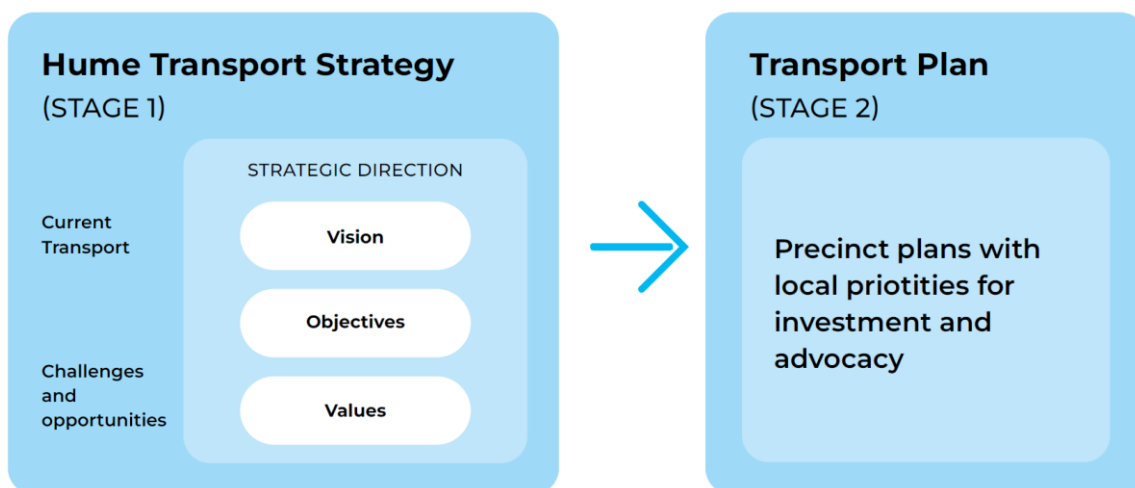 Hume Transport Strategy
(STAGE 1)
STRATEGIC DIRECTION
Current
Transport
Vision
Objectives
Challenges
and
opportunities
Values
Transport Plan
(STAGE 2)
Precinct plans with
local priotities for
investment and
advocacy